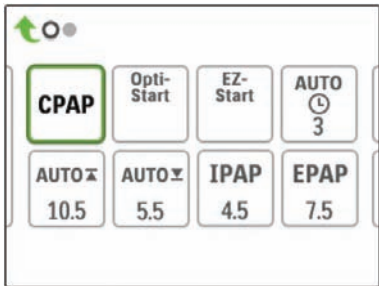 CPAP
Opti-
Start
EZ-
Start
AUTO
3
AUTO
10.5
AUTO
5.5
IPAP
4.5
EPAP
7.5